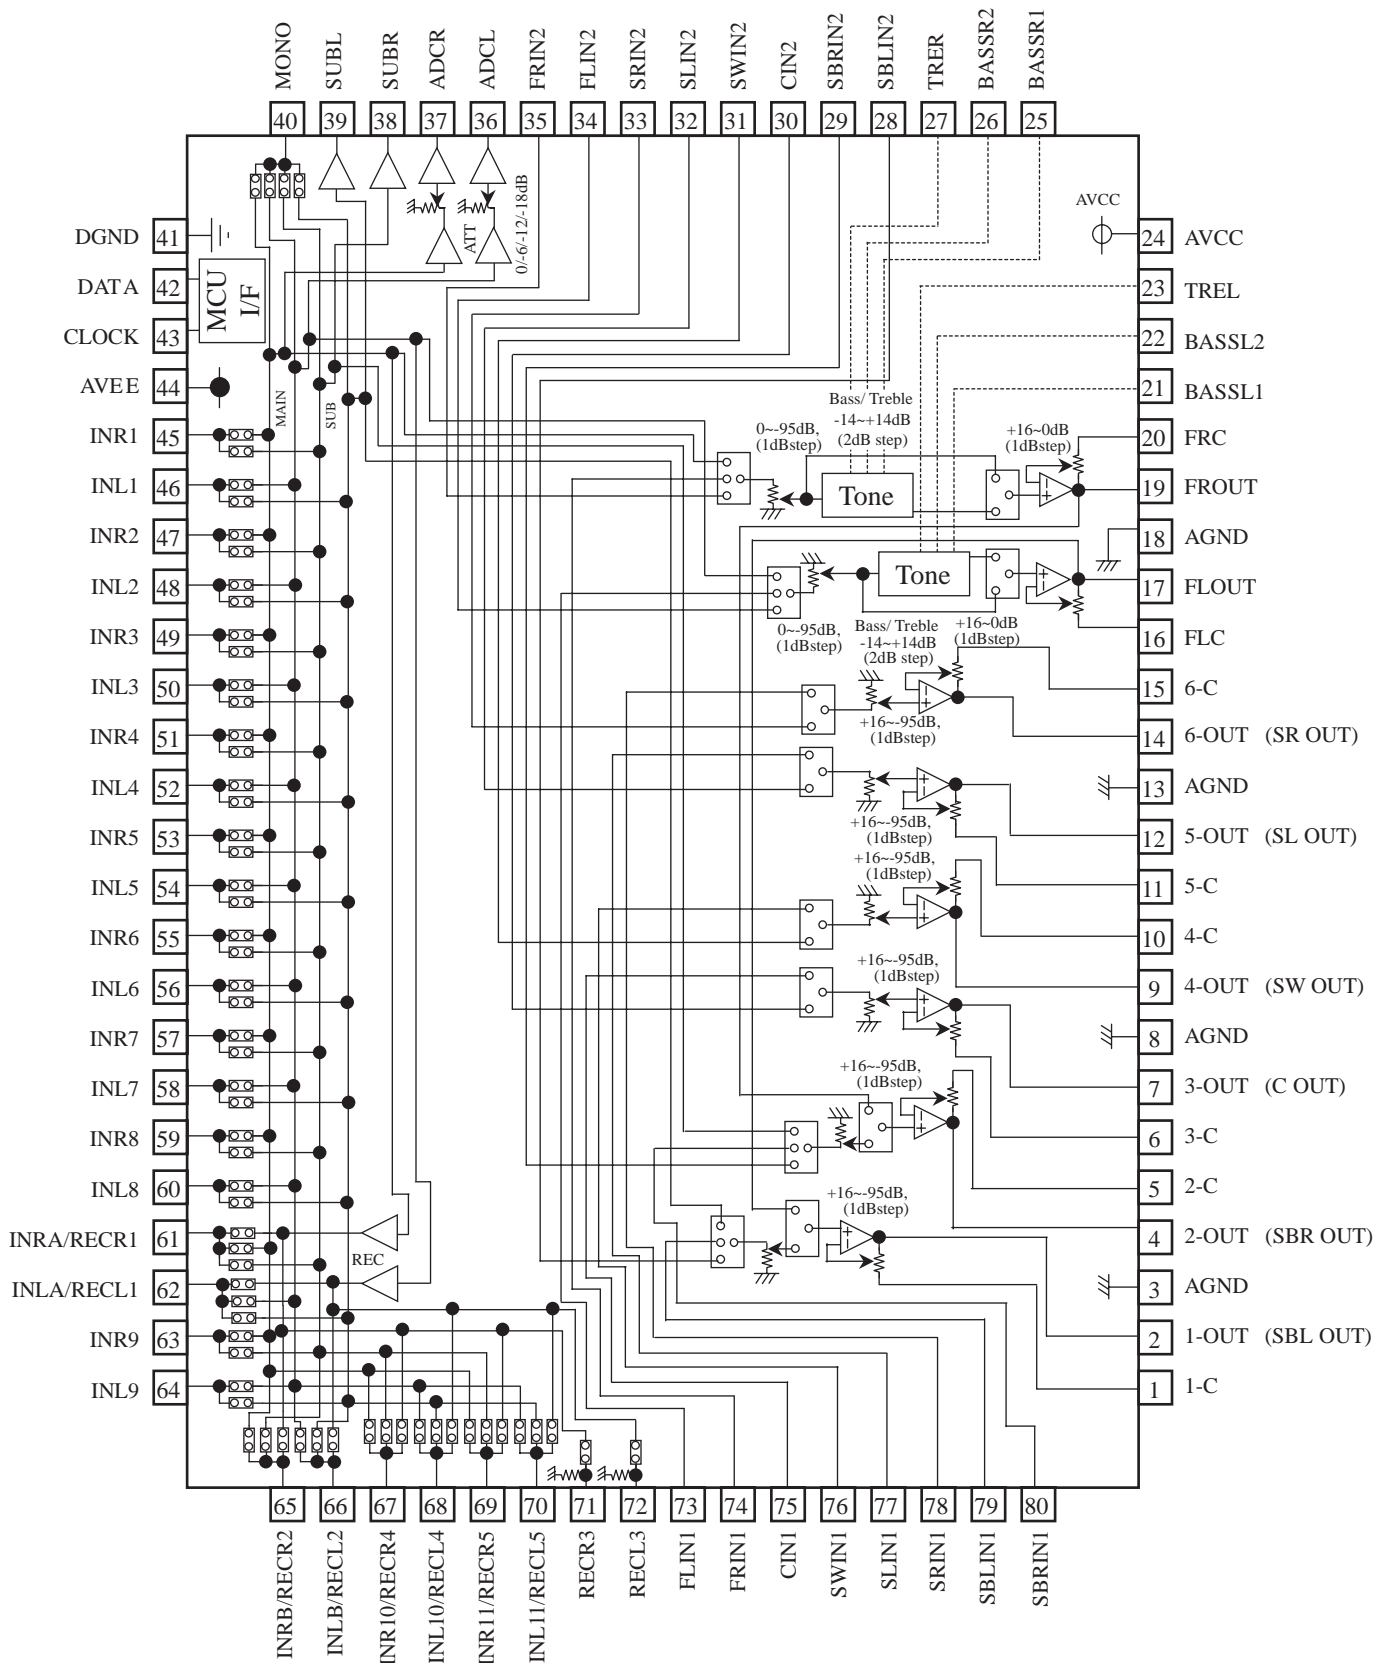 MONO
SUBL
SUBR
ADCR
ADCL
FRIN2
FLIN2
SRIN2
SLIN2
SWIN2
CIN2
SBRIN2
SBLIN2
TRER
BASSR2
BASSR1
40
39
38
37
36
35
34
33
32
31
30
29
28
27
26
25
DGND 41
DATA 42
CLOCK 43
AVEE 44
INR1 45
INL1 46
INR2 47
INL2 48
INR3 49
INL3 50
INR4 51
INL4 52
INR5 53
INL5 54
INR6 55
INL6 56
INR7 57
INL7 58
INR8 59
INL8 60
INRA/RECR1 61
INLA/RECL1 62
INR9 63
INL9 64
MCU
I/F
MAIN
SUB
ATT
0/-6/-12/-18dB
REC
AVCC
Bass/ Treble
-14~+14dB
(2dB step)
0~-95dB,
(1dBstep)
Tone
+16~0dB
(1dBstep)
Tone
0~-95dB,
(1dBstep)
Bass/ Treble
-14~+14dB
(2dB step)
+16~0dB
(1dBstep)
+16~-95dB,
(1dBstep)
+16~-95dB,
(1dBstep)
+16~-95dB,
(1dBstep)
+16~-95dB,
(1dBstep)
+16~-95dB,
(1dBstep)
+16~-95dB,
(1dBstep)
24 AVCC
23 TREL
22 BASSL2
21 BASSL1
20 FRC
19 FROUT
18 AGND
17 FLOUT
16 FLC
15 6-C
14 6-OUT (SR OUT)
13 AGND
12 5-OUT (SL OUT)
11 5-C
10 4-C
9 4-OUT (SW OUT)
8 AGND
7 3-OUT (C OUT)
6 3-C
5 2-C
4 2-OUT (SBR OUT)
3 AGND
2 1-OUT (SBL OUT)
1 1-C
65
66
67
68
69
70
71
72
73
74
75
76
77
78
79
80
INRB/RECR2
INLB/RECL2
INR10/RECR4
INL10/RECL4
INR11/RECR5
INL11/RECL5
RECR3
RECL3
FLIN1
FRIN1
CIN1
SWIN1
SLIN1
SRIN1
SBLIN1
SBRIN1